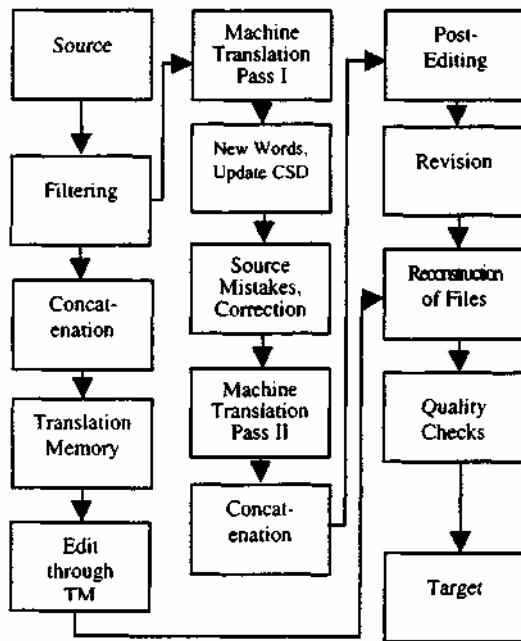 Source
Filtering
Concat-
enation
Translation
Memory
Edit
through
TM
Machine
Translation
Pass I
New Words,
Update CSD
Source
Mistakes,
Correction
Machine
Translation
Pass II
Concat-
enation
Post-
Editing
Revision
Reconstruction
of Files
Quality
Checks
Target